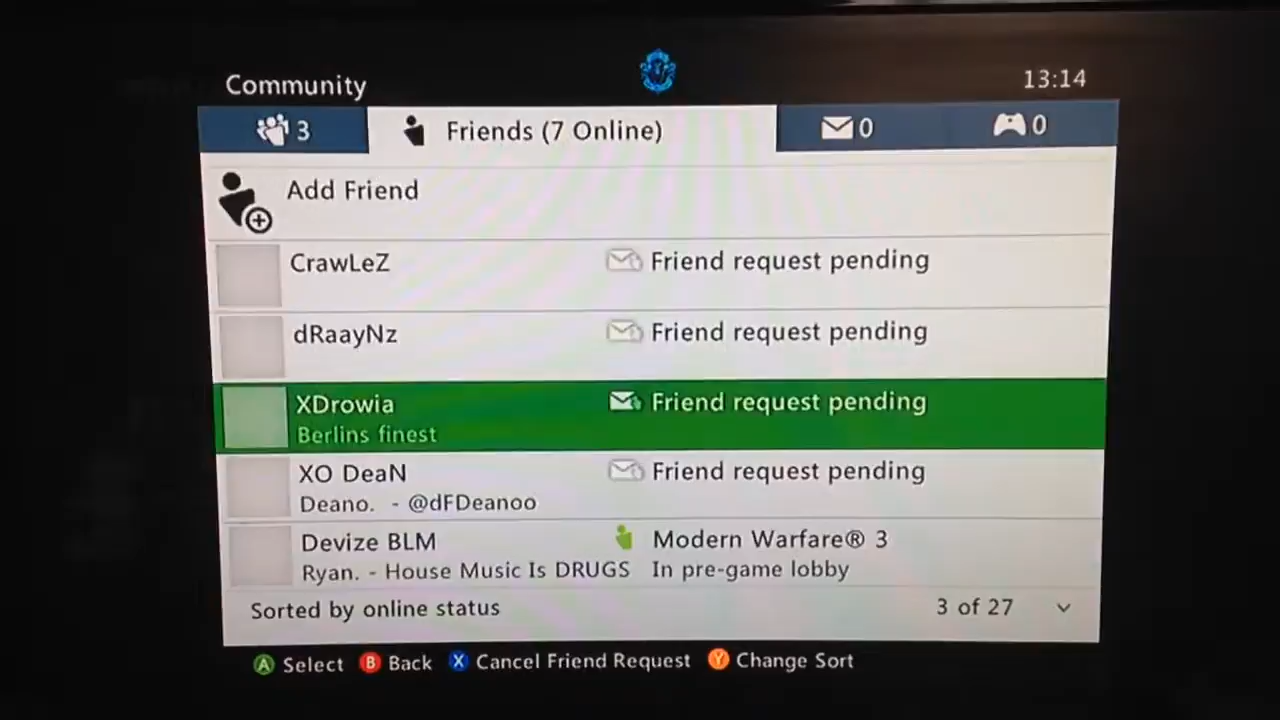 Community
13:14
3
Friends (7 Online)
0
0
Add Friend
CrawLeZ
Friend request pending
dRaayNz
Friend request pending
XDrowia
Friend request pending
Berlins finest
XO DeaN
Friend request pending
Deano. - @dFDeanoo
Devize BLM
Modern Warfare® 3
Ryan. - House Music Is DRUGS
In pre-game lobby
Sorted by online status
3 of 27
A Select B Back X Cancel Friend Request Y Change Sort